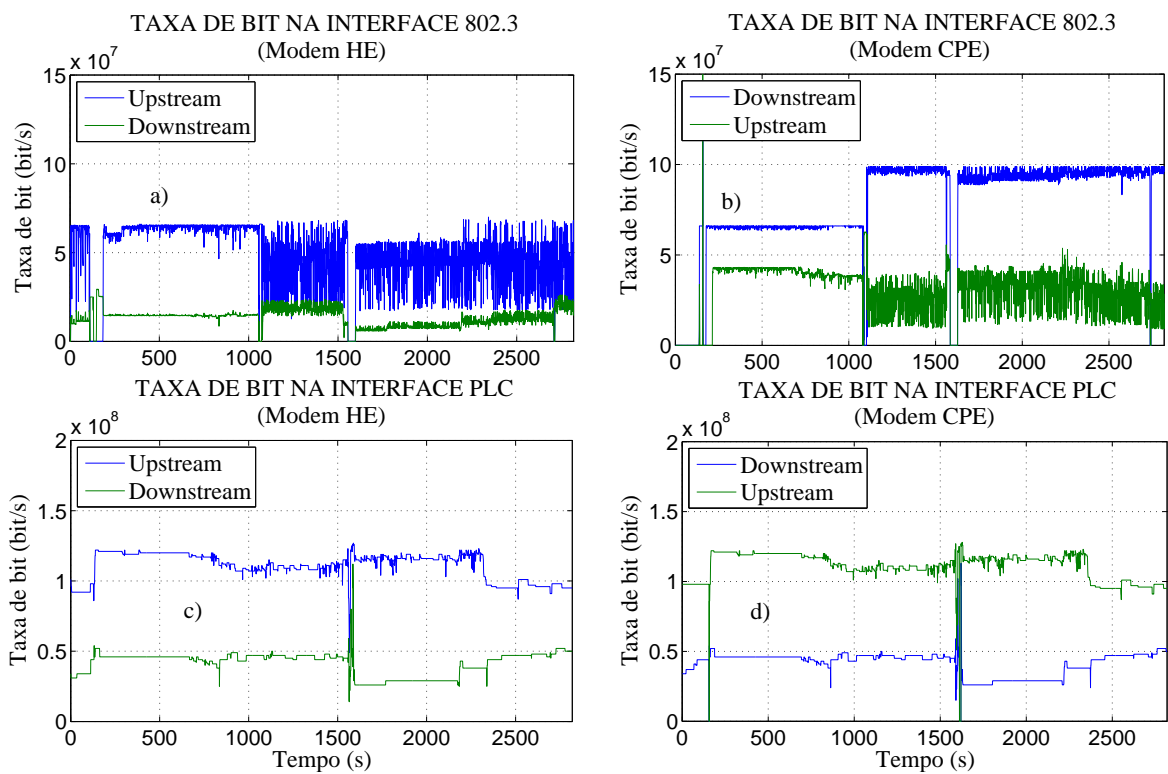 TAXA DE BIT NA INTERFACE 802.3
(Modem HE)
x 10^7
15
10
5
0
Taxa de bit (bit/s)
Upstream
Downstream
a)
0
500
1000
1500
2000
2500
TAXA DE BIT NA INTERFACE 802.3
(Modem CPE)
x 10^7
15
10
5
0
Taxa de bit (bit/s)
Downstream
Upstream
b)
0
500
1000
1500
2000
2500
TAXA DE BIT NA INTERFACE PLC
(Modem HE)
x 10^8
2
1.5
1
0.5
0
Taxa de bit (bit/s)
Upstream
Downstream
c)
0
500
1000
1500
2000
2500
Tempo (s)
TAXA DE BIT NA INTERFACE PLC
(Modem CPE)
x 10^8
2
1.5
1
0.5
0
Taxa de bit (bit/s)
Downstream
Upstream
d)
0
500
1000
1500
2000
2500
Tempo (s)